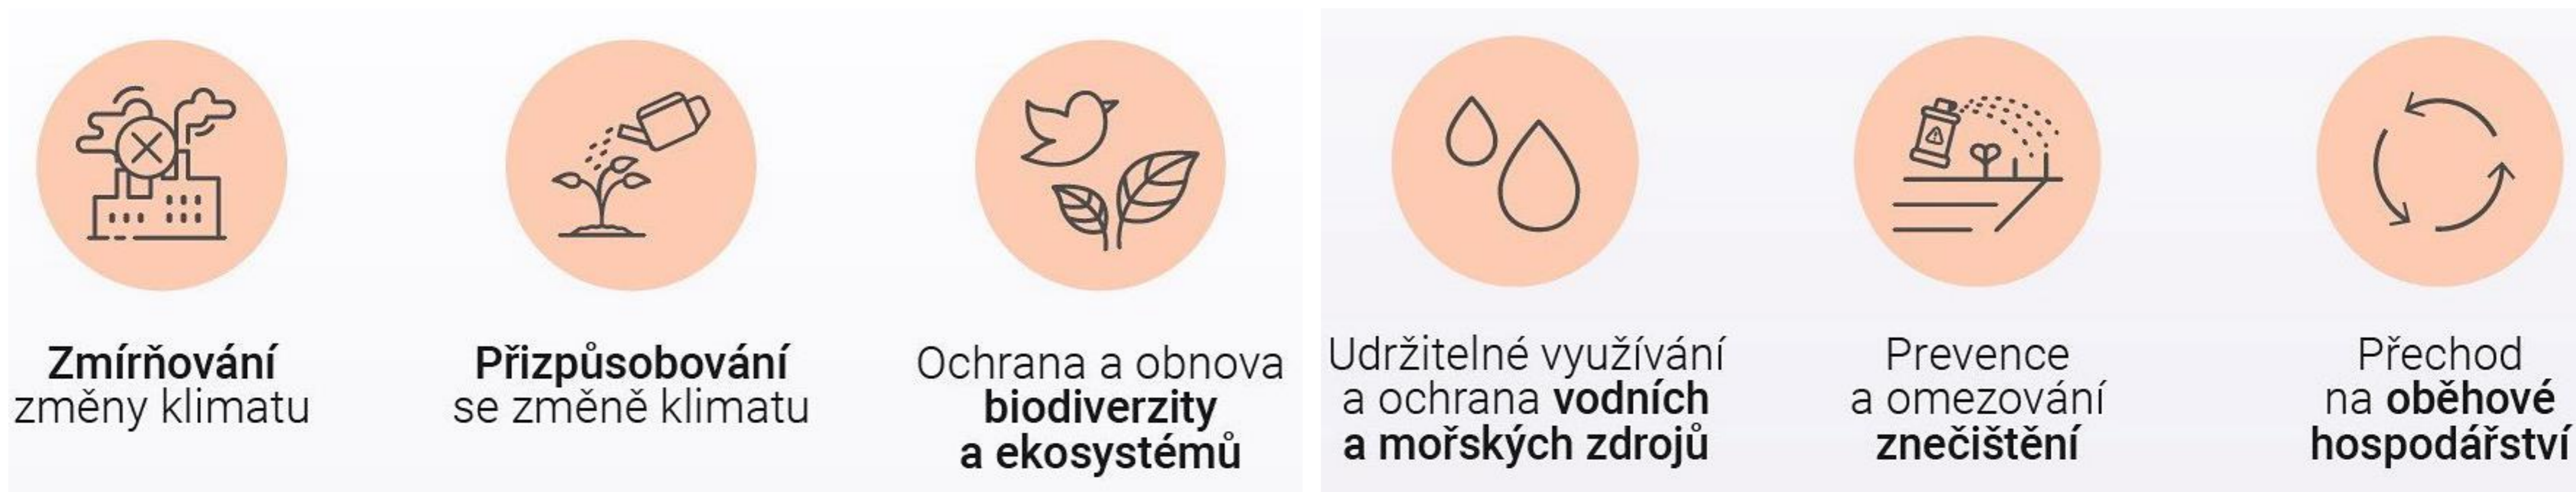 Zmírňování
změny klimatu
Přizpůsobování
se změně klimatu
Ochrana a obnova
biodiverzity
a ekosystémů
Udržitelné využívání
a ochrana vodních
a mořských zdrojů
Prevence
a omezování
znečištění
Přechod
na oběhové
hospodářství